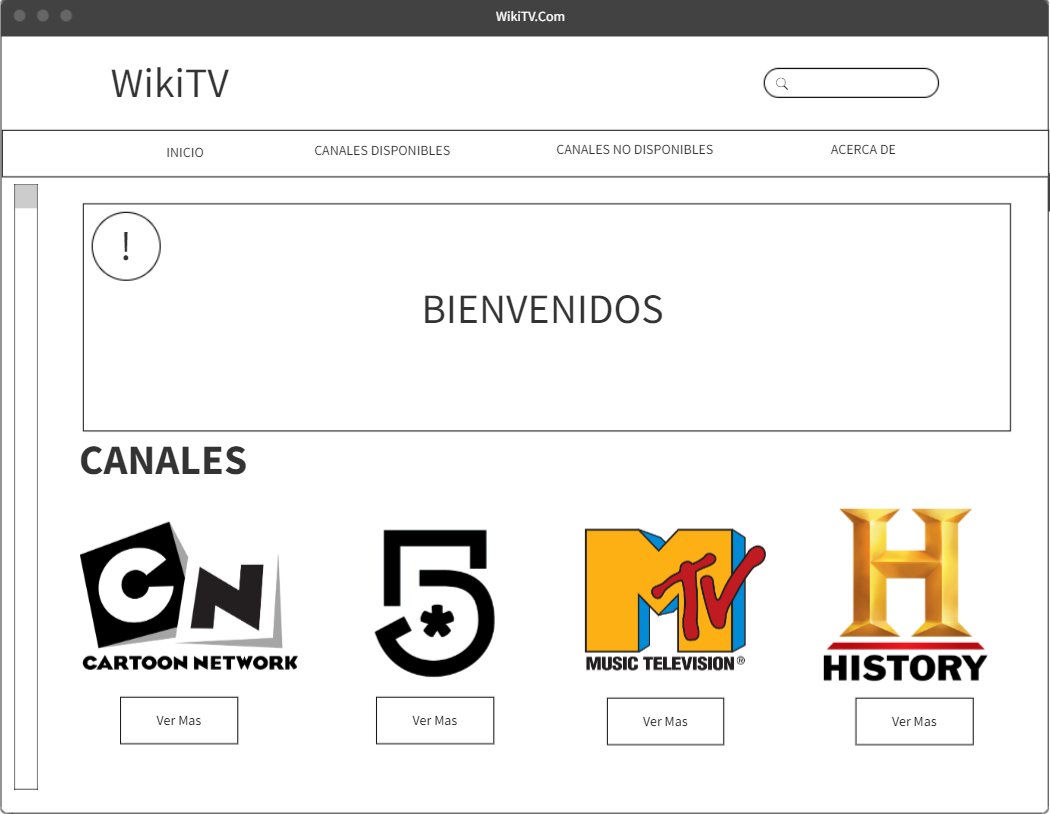 WikiTV.Com
WikiTV
INICIO
CANALES DISPONIBLES
CANALES NO DISPONIBLES
ACERCA DE
!
BIENVENIDOS
CANALES
CN
CARTOON NETWORK
5*
MTV
MUSIC TELEVISION®
H
HISTORY
Ver Mas
Ver Mas
Ver Mas
Ver Mas